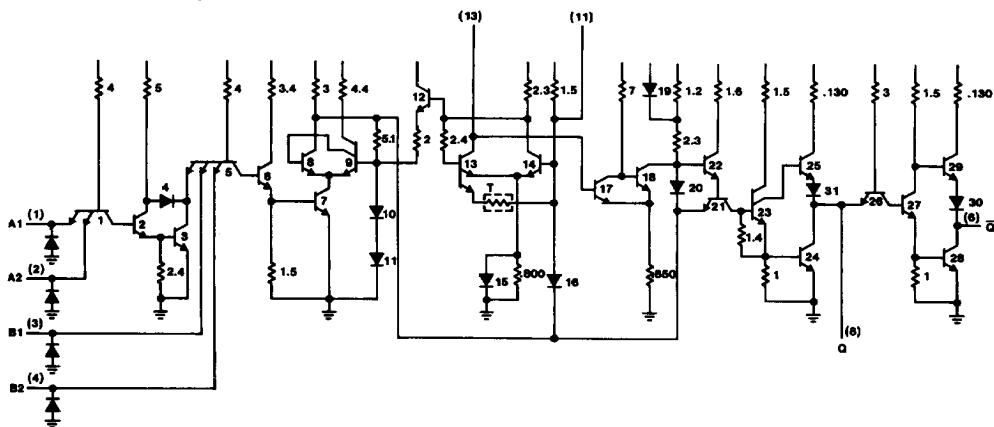 (13) (11)
4 5 4 3.4 3 4.4 12 2.3 1.5 7 19 1.2 1.6 1.5 .130 3 1.5 .130
5.1 2 2.4 2.3
4 5 6 8 9 13 14 17 18 22 25 29
T 20 31 30
A1 (1) 1 2 3 7 10 21 23 26 27 (6) Q
2.4 11 1.4 24 28
A2 (2) 1.5 15 800 16 650 1 1
B1 (3) (8)
Q
B2 (4)